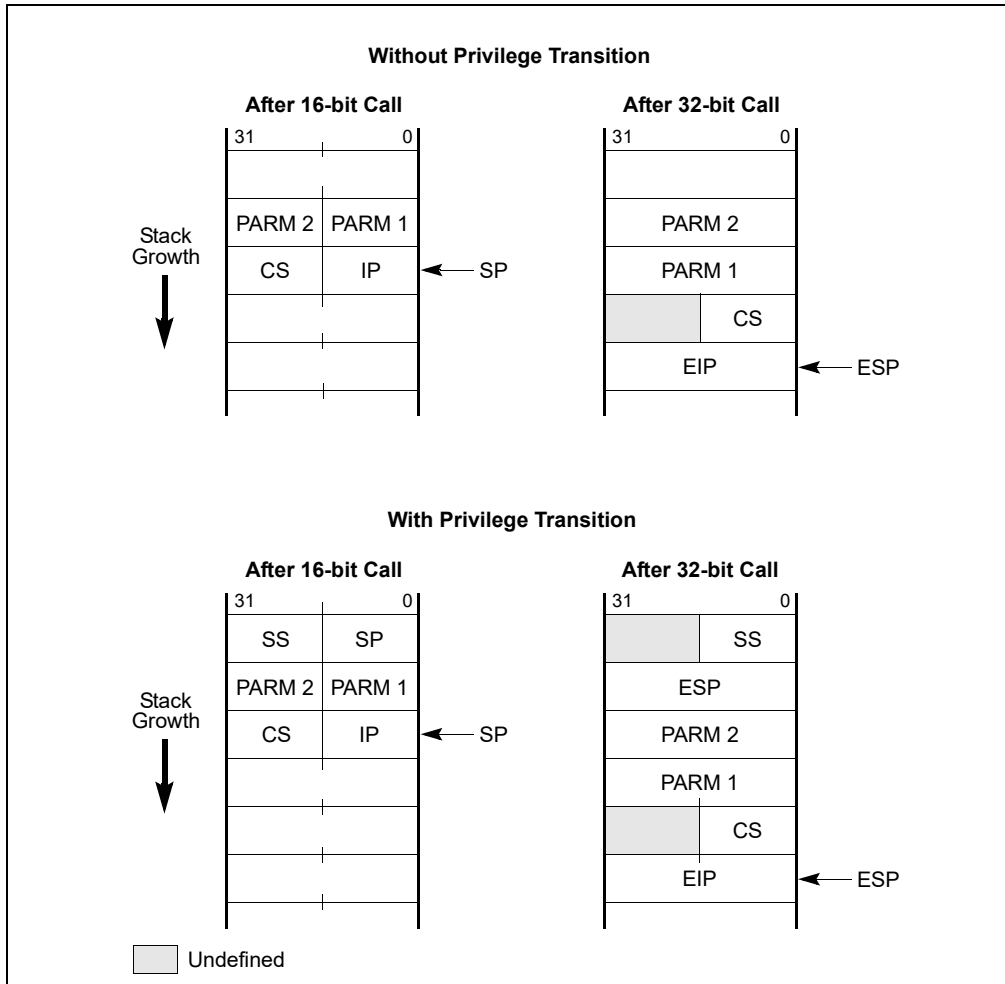 Without Privilege Transition
After 16-bit Call
After 32-bit Call
31 0
31 0
PARM 2 PARM 1
PARM 2
Stack
Growth
CS IP
SP
PARM 1
CS
EIP
ESP
With Privilege Transition
After 16-bit Call
After 32-bit Call
31 0
31 0
SS SP
SS
PARM 2 PARM 1
ESP
Stack
Growth
CS IP
SP
PARM 2
PARM 1
CS
EIP
ESP
Undefined